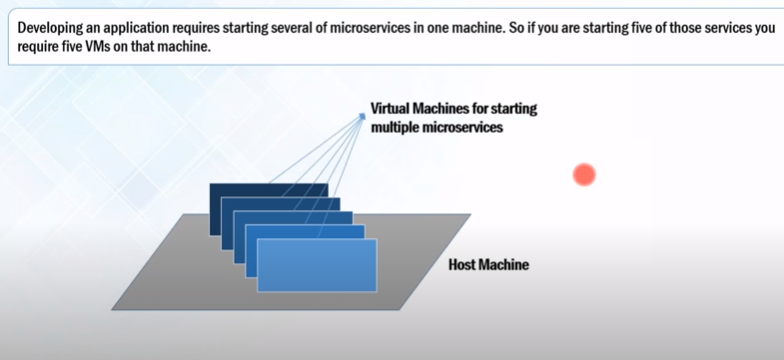 Developing an application requires starting several of microservices in one machine. So if you are starting five of those services you
require five VMs on that machine.
Virtual Machines for starting
multiple microservices
Host Machine